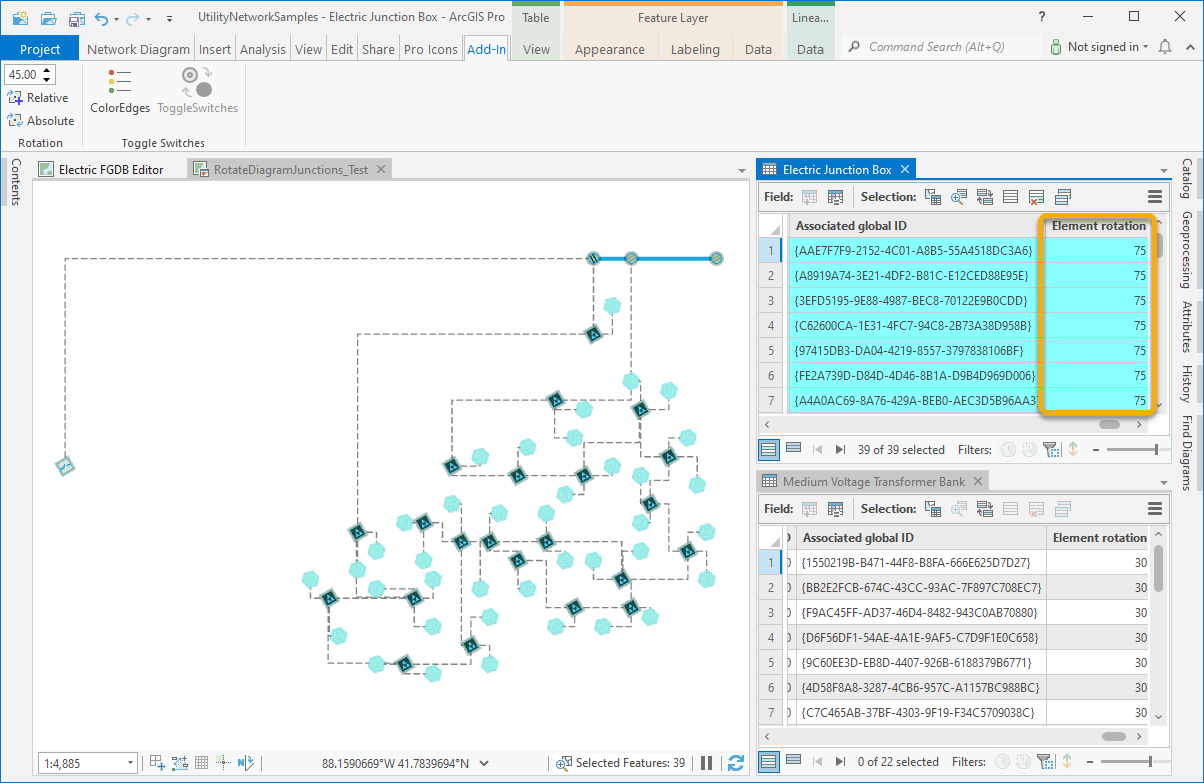 UtilityNetworkSamples - Electric Junction Box - ArcGIS Pro
Table
Feature Layer
Linea...
?
Project
Network Diagram
Insert
Analysis
View
Edit
Share
Pro Icons
Add-In
View
Appearance
Labeling
Data
Data
Command Search (Alt+Q)
Not signed in
45.00
Relative
Absolute
Rotation
ColorEdges
ToggleSwitches
Toggle Switches
Contents
Electric FGDB Editor
RotateDiagramJunctions_Test
1:4,885
88.1590669°W 41.7839694°N
Selected Features: 39
Electric Junction Box
Field:
Selection:
Associated global ID
Element rotation
1 {AAE7F7F9-2152-4C01-A8B5-55A4518DC3A6} 75
2 {A8919A74-3E21-4DF2-B81C-E12CED88E95E} 75
3 {3EFD5195-9E88-4987-BEC8-70122E9B0CDD} 75
4 {C62600CA-1E31-4FC7-94C8-2B73A38D958B} 75
5 {97415DB3-DA04-4219-8557-3797838106BF} 75
6 {FE2A739D-D84D-4D46-8B1A-D9B4D969D006} 75
7 {A4A0AC69-8A76-429A-BEB0-AEC3D5B96AA3 75
39 of 39 selected
Filters:
Medium Voltage Transformer Bank
Field:
Selection:
Associated global ID
Element rotation
1 {1550219B-B471-44F8-B8FA-666E625D7D27} 30
2 {BB2E2FCB-674C-43CC-93AC-7F897C708EC7} 30
3 {F9AC45FF-AD37-46D4-8482-943C0AB70880} 30
4 {D6F56DF1-54AE-4A1E-9AF5-C7D9F1E0C658} 30
5 {9C60EE3D-EB8D-4407-926B-6188379B6771} 30
6 {4D58F8A8-3287-4CB6-957C-A1157BC988BC} 30
7 {C7C465AB-37BF-4303-9F19-F34C5709038C} 30
0 of 22 selected
Filters:
Catalog
Geoprocessing
Attributes
History
Find Diagrams